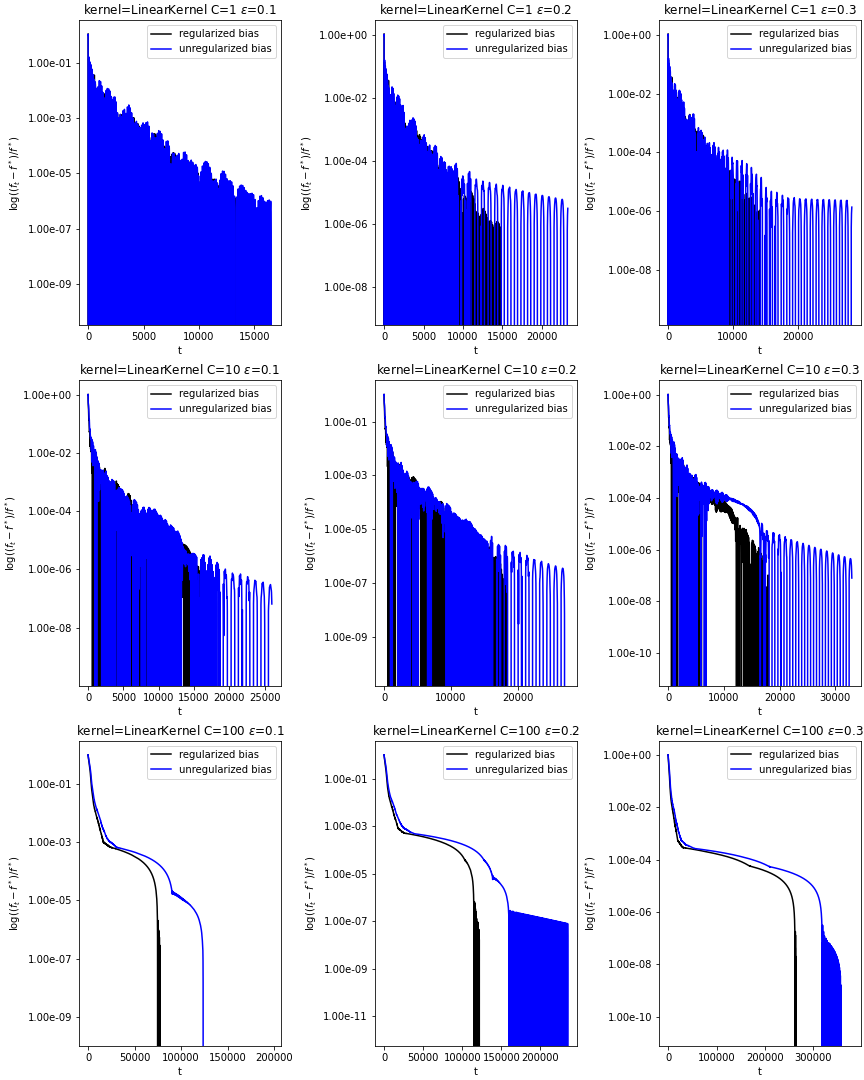 kernel=LinearKernel C=1 ε=0.1
regularized bias
unregularized bias
1.00e-01
1.00e-03
1.00e-05
1.00e-07
1.00e-09
log((f_t − f*)/f*)
0 5000 10000 15000
t
kernel=LinearKernel C=1 ε=0.2
regularized bias
unregularized bias
1.00e+00
1.00e-02
1.00e-04
1.00e-06
1.00e-08
log((f_t − f*)/f*)
0 5000 10000 15000 20000
t
kernel=LinearKernel C=1 ε=0.3
regularized bias
unregularized bias
1.00e+00
1.00e-02
1.00e-04
1.00e-06
1.00e-08
log((f_t − f*)/f*)
0 10000 20000
t
kernel=LinearKernel C=10 ε=0.1
regularized bias
unregularized bias
1.00e+00
1.00e-02
1.00e-04
1.00e-06
1.00e-08
log((f_t − f*)/f*)
0 5000 10000 15000 20000 25000
t
kernel=LinearKernel C=10 ε=0.2
regularized bias
unregularized bias
1.00e-01
1.00e-03
1.00e-05
1.00e-07
1.00e-09
log((f_t − f*)/f*)
0 10000 20000
t
kernel=LinearKernel C=10 ε=0.3
regularized bias
unregularized bias
1.00e+00
1.00e-02
1.00e-04
1.00e-06
1.00e-08
1.00e-10
log((f_t − f*)/f*)
0 10000 20000 30000
t
kernel=LinearKernel C=100 ε=0.1
regularized bias
unregularized bias
1.00e-01
1.00e-03
1.00e-05
1.00e-07
1.00e-09
log((f_t − f*)/f*)
0 50000 100000 150000 200000
t
kernel=LinearKernel C=100 ε=0.2
regularized bias
unregularized bias
1.00e-01
1.00e-03
1.00e-05
1.00e-07
1.00e-09
1.00e-11
log((f_t − f*)/f*)
0 50000 100000 150000 200000
t
kernel=LinearKernel C=100 ε=0.3
regularized bias
unregularized bias
1.00e+00
1.00e-02
1.00e-04
1.00e-06
1.00e-08
1.00e-10
log((f_t − f*)/f*)
0 100000 200000 300000
t